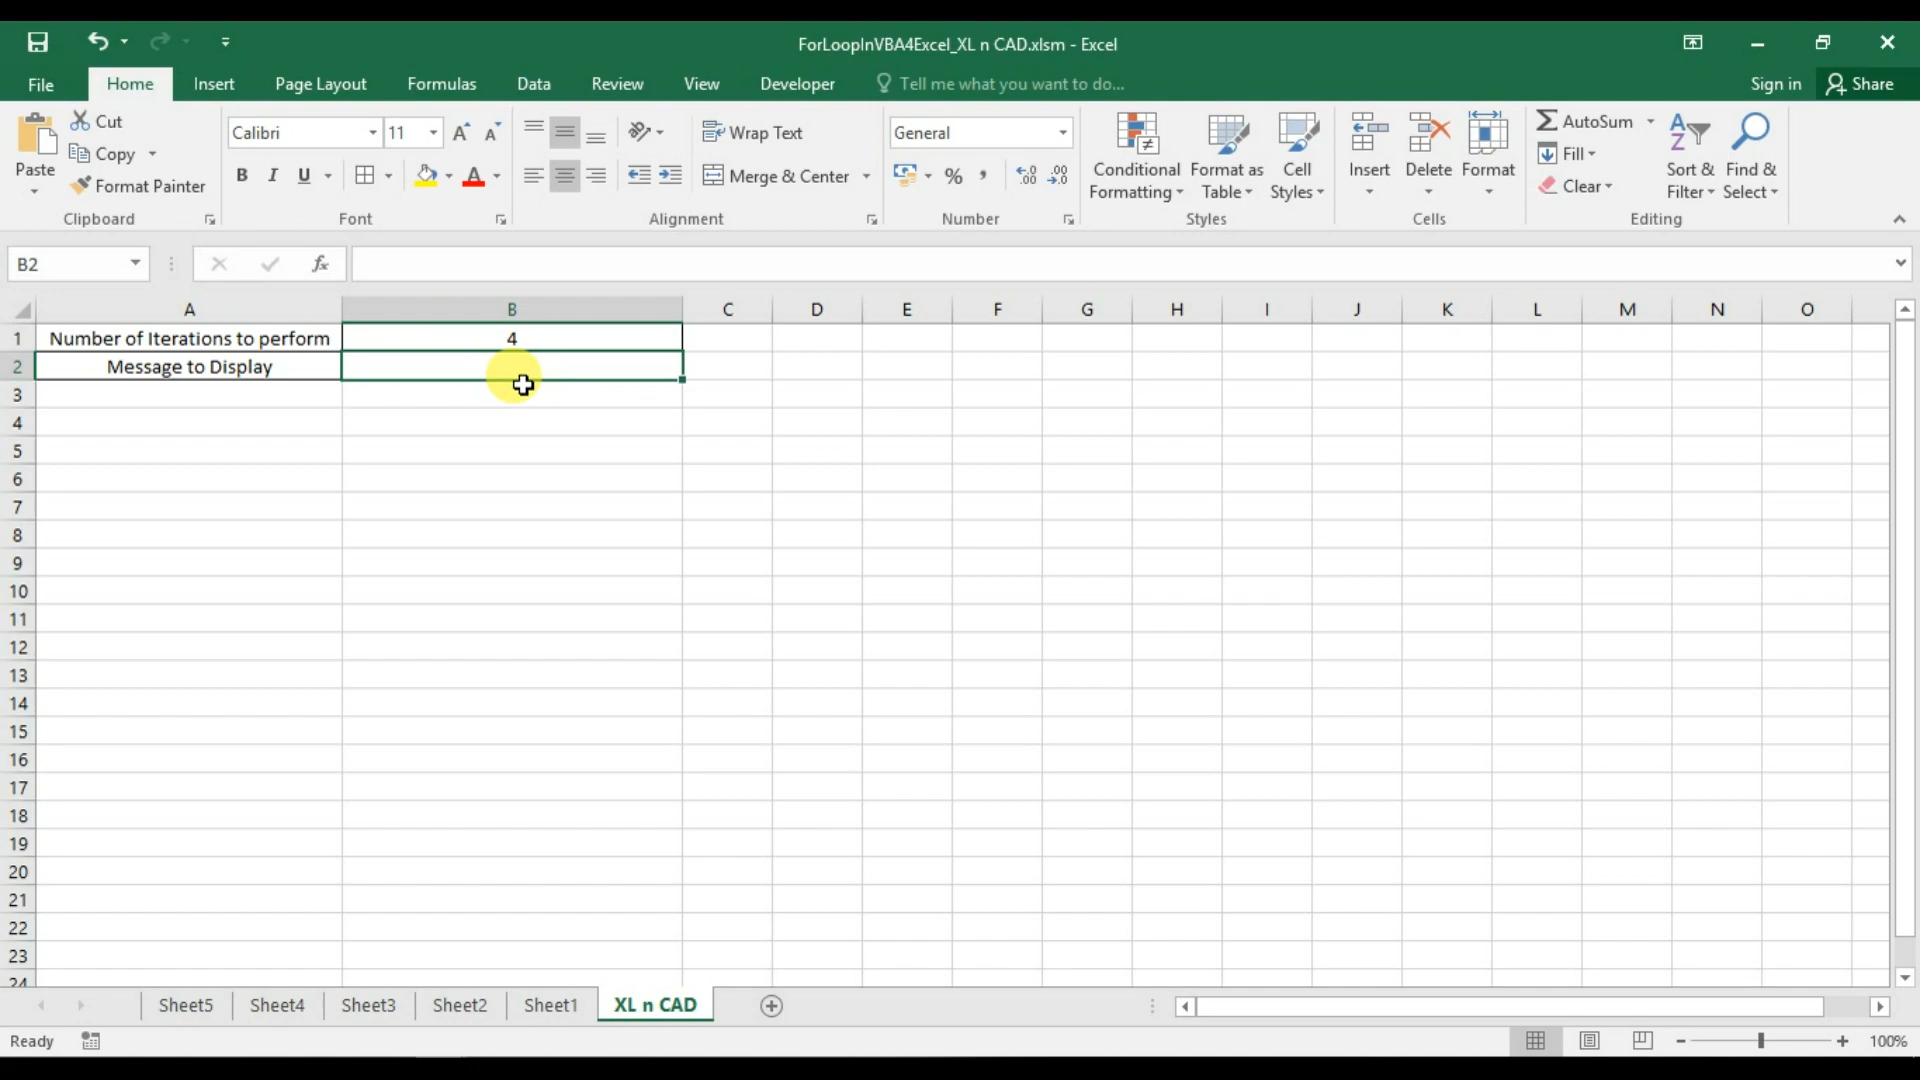 ForLoopInVBA4Excel_XL n CAD.xlsm - Excel
File Home Insert Page Layout Formulas Data Review View Developer Tell me what you want to do... Sign in Share
Paste Cut Copy Format Painter Clipboard
Calibri 11 A A B I U A Font
Wrap Text Merge & Center Alignment
General % , .00 .0 Number
Conditional Formatting Format as Table Cell Styles Styles
Insert Delete Format Cells
AutoSum Fill Clear Sort & Filter Find & Select Editing
B2 fx
A B C D E F G H I J K L M N O
1 Number of Iterations to perform 4
2 Message to Display
3
4
5
6
7
8
9
10
11
12
13
14
15
16
17
18
19
20
21
22
23
24
Sheet5 Sheet4 Sheet3 Sheet2 Sheet1 XL n CAD
Ready 100%